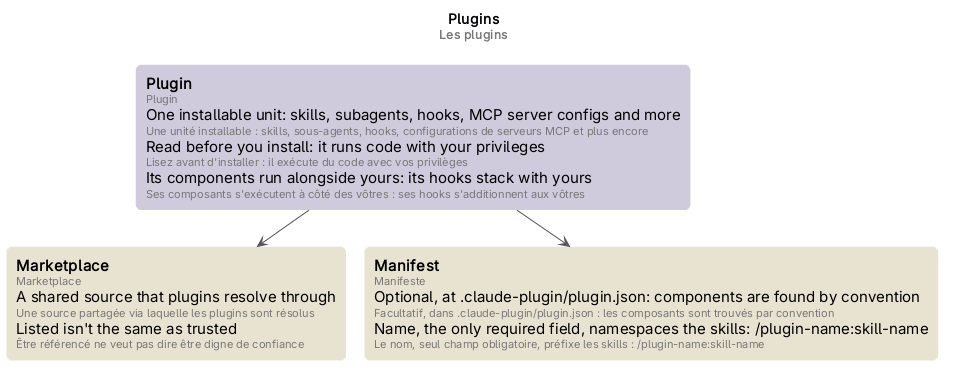 Plugins
Les plugins
Plugin
Plugin
One installable unit: skills, subagents, hooks, MCP server configs and more
Une unité installable : skills, sous-agents, hooks, configurations de serveurs MCP et plus encore
Read before you install: it runs code with your privileges
Lisez avant d'installer : il exécute du code avec vos privilèges
Its components run alongside yours: its hooks stack with yours
Ses composants s'exécutent à côté des vôtres : ses hooks s'additionnent aux vôtres
Marketplace
Marketplace
A shared source that plugins resolve through
Une source partagée via laquelle les plugins sont résolus
Listed isn't the same as trusted
Être référencé ne veut pas dire être digne de confiance
Manifest
Manifeste
Optional, at .claude-plugin/plugin.json: components are found by convention
Facultatif, dans .claude-plugin/plugin.json : les composants sont trouvés par convention
Name, the only required field, namespaces the skills: /plugin-name:skill-name
Le nom, seul champ obligatoire, préfixe les skills : /plugin-name:skill-name